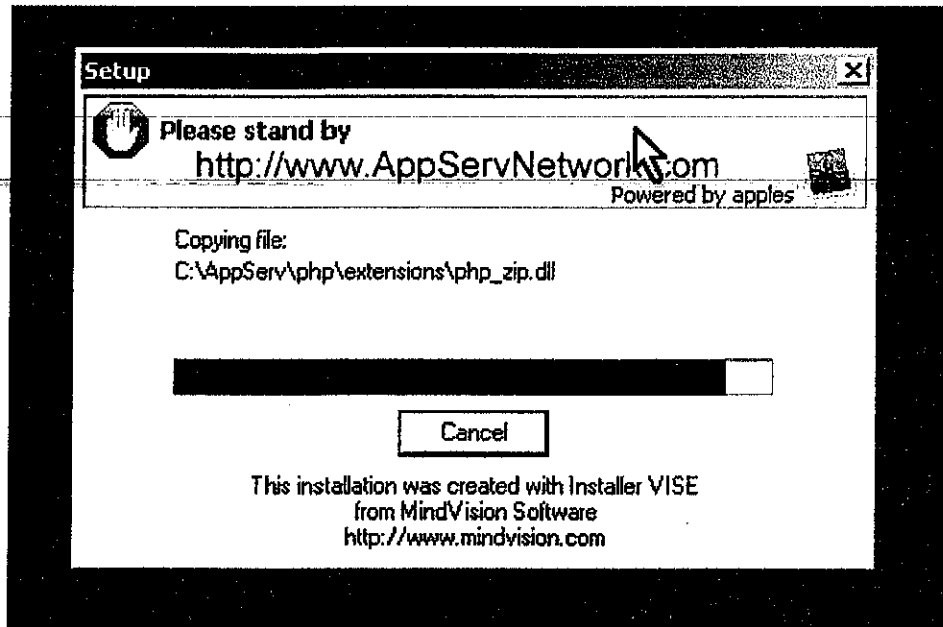 Setup
Please stand by
http://www.AppServNetwork.com
Powered by apples
Copying file:
C:\AppServ\php\extensions\php_zip.dll
Cancel
This installation was created with Installer VISE
from MindVision Software
http://www.mindvision.com